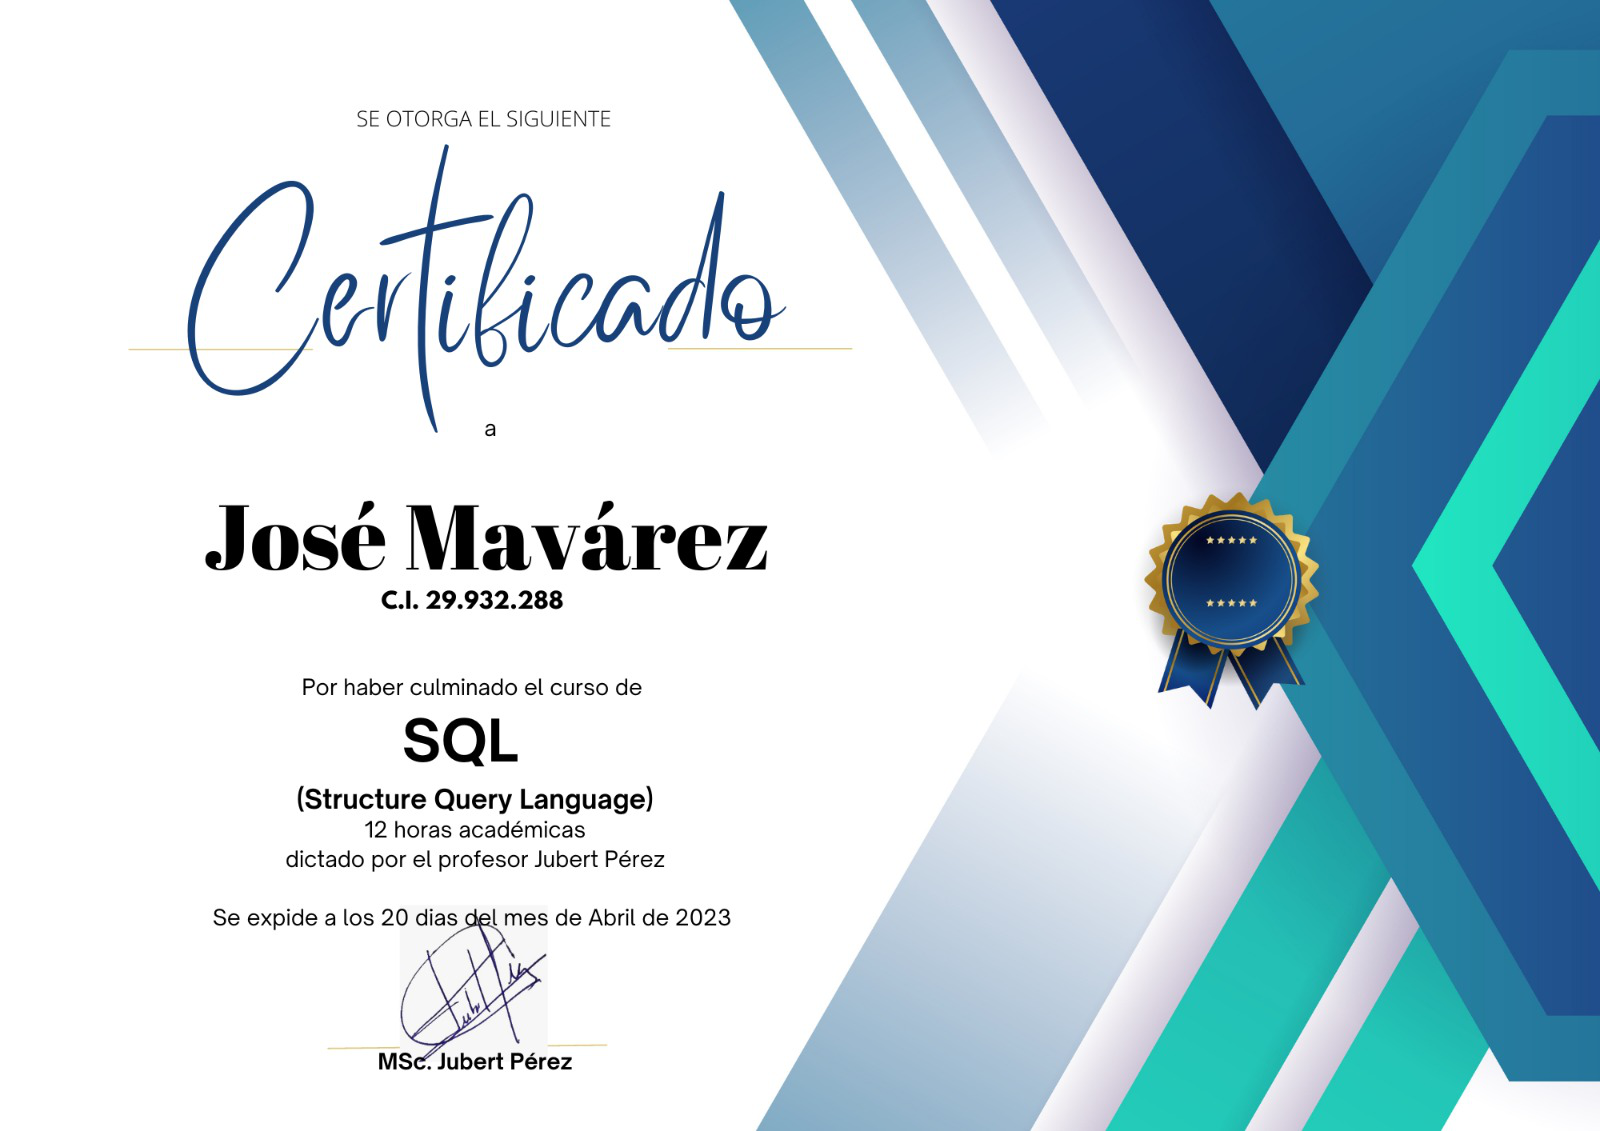 SE OTORGA EL SIGUIENTE
Certificado
a
José Mavárez
C.I. 29.932.288
Por haber culminado el curso de
SQL
(Structure Query Language)
12 horas académicas
dictado por el profesor Jubert Pérez
Se expide a los 20 dias del mes de Abril de 2023
MSc. Jubert Pérez